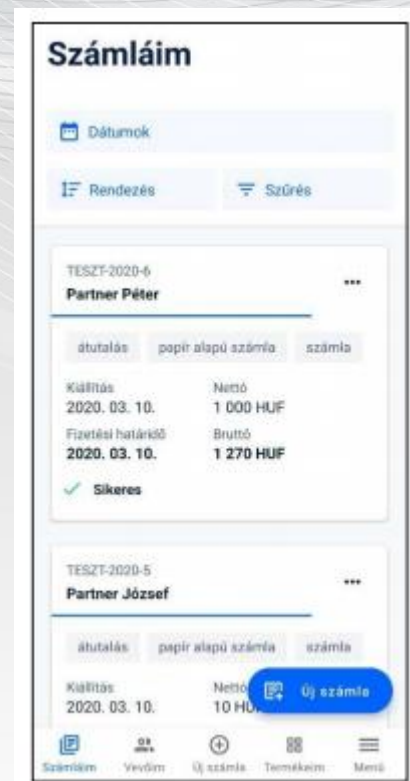 Számláim
Dátumok
Rendezés
Szűrés
TESZT-2020-6
Partner Péter
átutalás papír alapú számla számla
Kiállítás Nettó
2020. 03. 10. 1 000 HUF
Fizetési határidő Bruttó
2020. 03. 10. 1 270 HUF
Sikeres
TESZT-2020-5
Partner József
átutalás papír alapú számla számla
Kiállítás Nettó
2020. 03. 10. 10 HU
Új számla
Számláim Vevőim Új számla Termékeim Menü